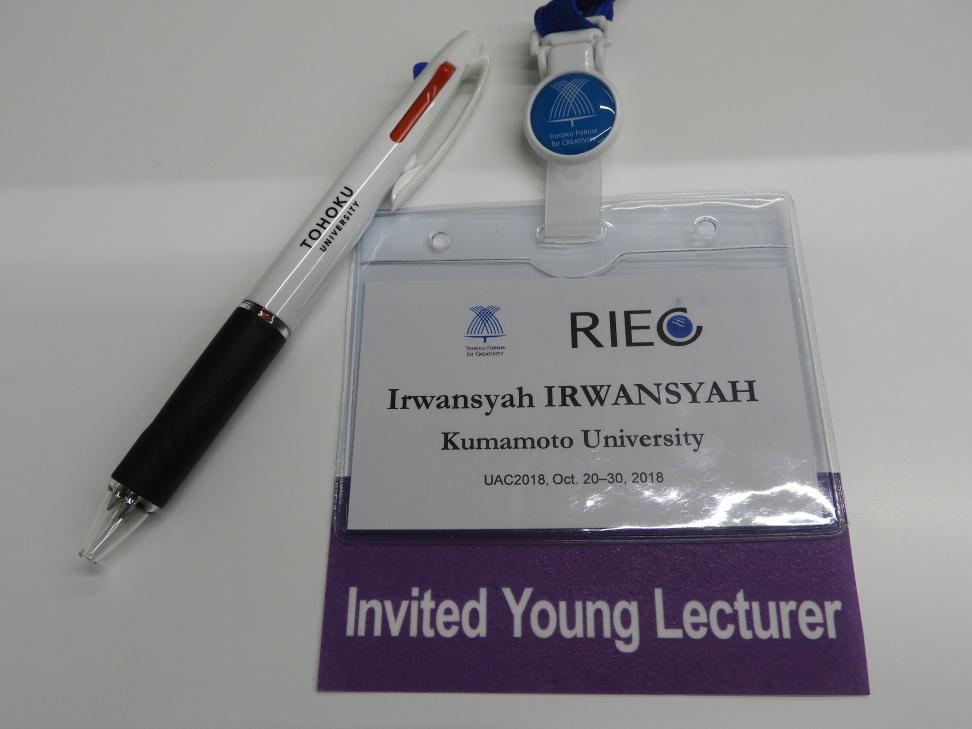 TOHOKU
UNIVERSITY
TOHOKU FORUM
for CREATIVITY
TOHOKU FORUM
for CREATIVITY
RIEC
Irwansyah IRWANSYAH
Kumamoto University
UAC2018, Oct. 20–30, 2018
Invited Young Lecturer